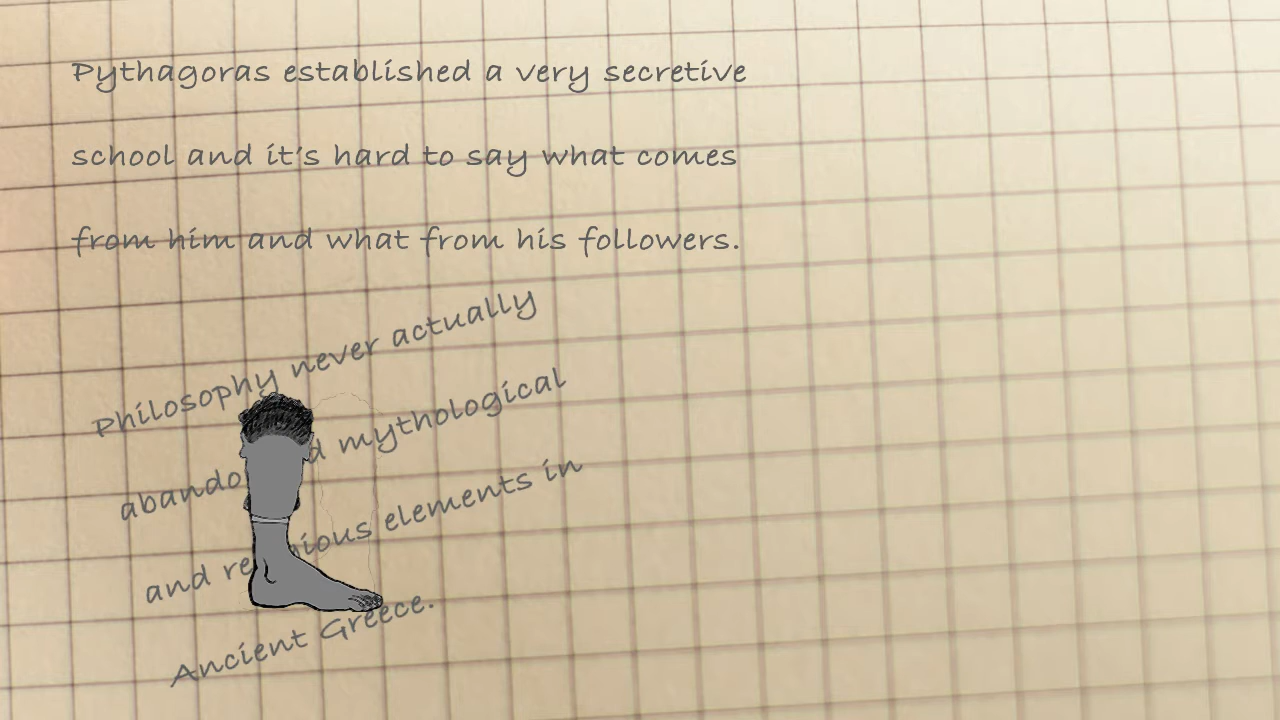 Pythagoras established a very secretive
school and it's hard to say what comes
from him and what from his followers.
Philosophy never actually
mythological
and elements in
Ancient Greece.